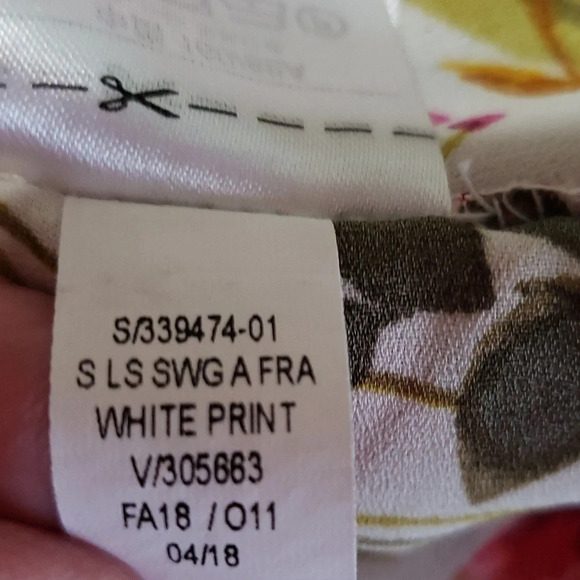 S/339474-01
S LS SWG A FRA
WHITE PRINT
V/305663
FA18 / O11
04/18